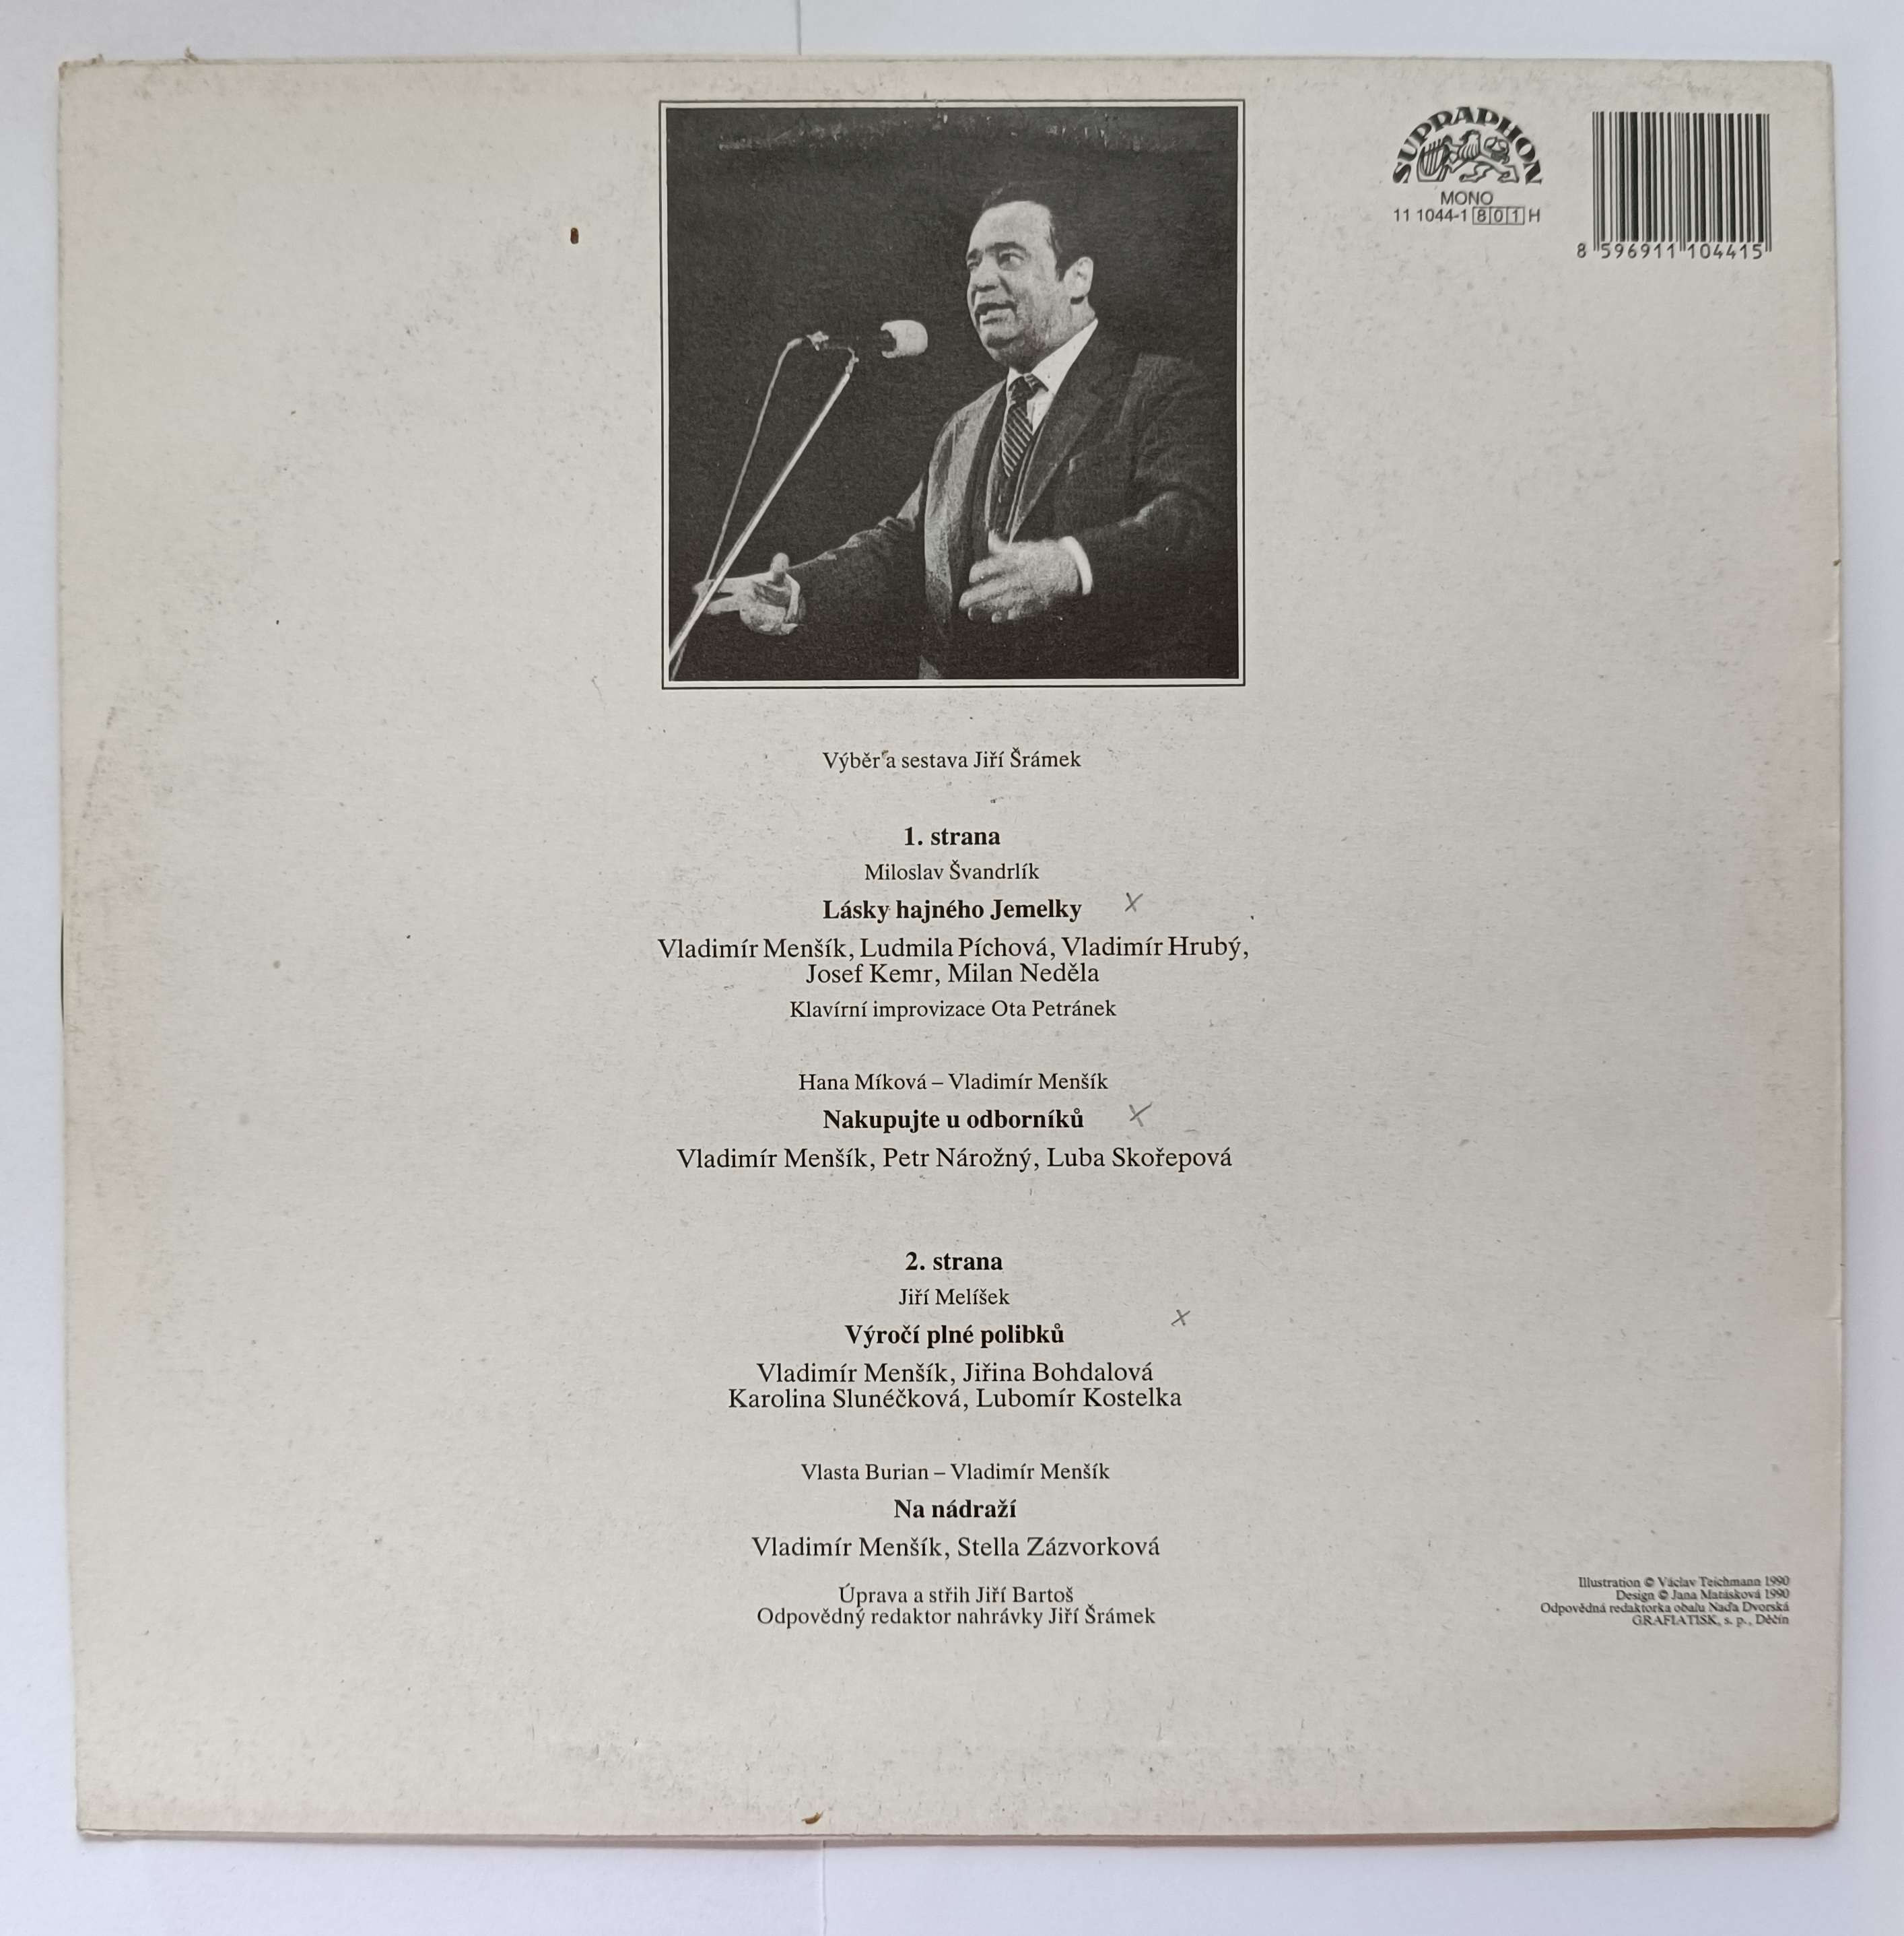 SUPRAPHON
MONO
11 1044-1 801 H
8 596911 104415
Výběr a sestava Jiří Šrámek
1. strana
Miloslav Švandrlík
Lásky hajného Jemelky x
Vladimír Menšík, Ludmila Píchová, Vladimír Hrubý,
Josef Kemr, Milan Neděla
Klavírní improvizace Ota Petránek
Hana Míková – Vladimír Menšík
Nakupujte u odborníků x
Vladimír Menšík, Petr Nárožný, Luba Skořepová
2. strana
Jiří Melíšek
Výročí plné polibků x
Vladimír Menšík, Jiřina Bohdalová
Karolina Slunéčková, Lubomír Kostelka
Vlasta Burian – Vladimír Menšík
Na nádraží
Vladimír Menšík, Stella Zázvorková
Úprava a střih Jiří Bartoš
Odpovědný redaktor nahrávky Jiří Šrámek
Illustration © Václav Teichmann 1990
Design © Jana Matásková 1990
Odpovědná redaktorka obalu Naďa Dvorská
GRAFIATISK, s. p., Děčín